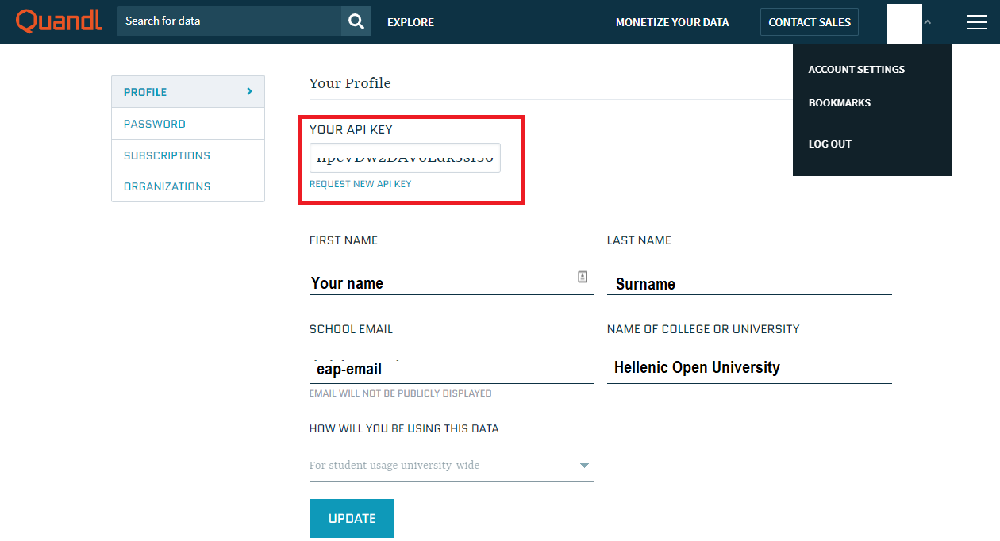 Quandl
Search for data
EXPLORE
MONETIZE YOUR DATA
CONTACT SALES
ACCOUNT SETTINGS
BOOKMARKS
LOG OUT
PROFILE
PASSWORD
SUBSCRIPTIONS
ORGANIZATIONS
Your Profile
YOUR API KEY
REQUEST NEW API KEY
FIRST NAME
LAST NAME
Your name
Surname
SCHOOL EMAIL
NAME OF COLLEGE OR UNIVERSITY
eap-email
Hellenic Open University
EMAIL WILL NOT BE PUBLICLY DISPLAYED
HOW WILL YOU BE USING THIS DATA
For student usage university-wide
UPDATE